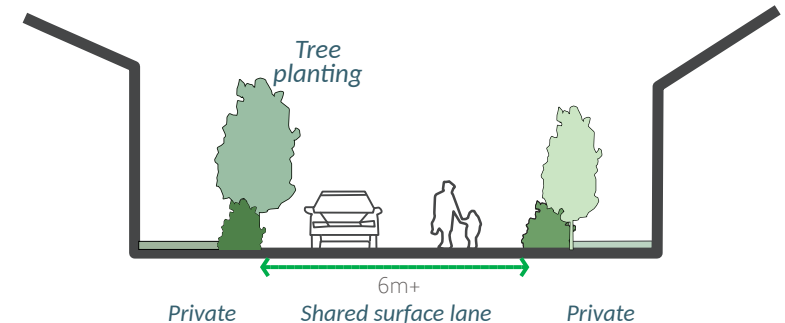 Tree
planting
6m+
Private
Shared surface lane
Private